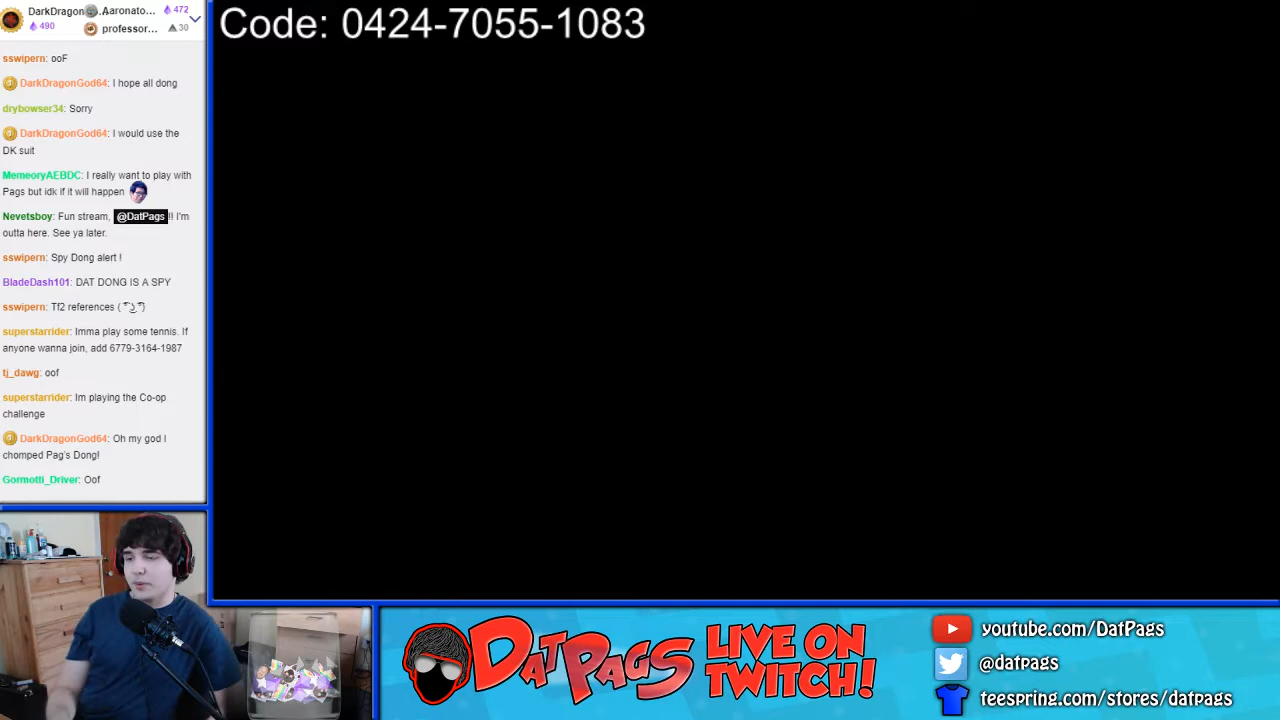 DarkDragon...
Aaronato...
472
490
professor...
30
Code: 0424-7055-1083
sswipern: ooF
DarkDragonGod64: I hope all dong
drybowser34: Sorry
DarkDragonGod64: I would use the
DK suit
MemeoryAEBDC: I really want to play with
Pags but idk if it will happen
Nevetsboy: Fun stream, @DatPags !! I'm
outta here. See ya later.
sswipern: Spy Dong alert !
BladeDash101: DAT DONG IS A SPY
sswipern: Tf2 references ( ͡° ͜ʖ ͡°)
superstarrider: Imma play some tennis. If
anyone wanna join, add 6779-3164-1987
tj_dawg: oof
superstarrider: Im playing the Co-op
challenge
DarkDragonGod64: Oh my god I
chomped Pag's Dong!
Gormotti_Driver: Oof
DATPAGS LIVE ON
TWITCH!
youtube.com/DatPags
@datpags
teespring.com/stores/datpags